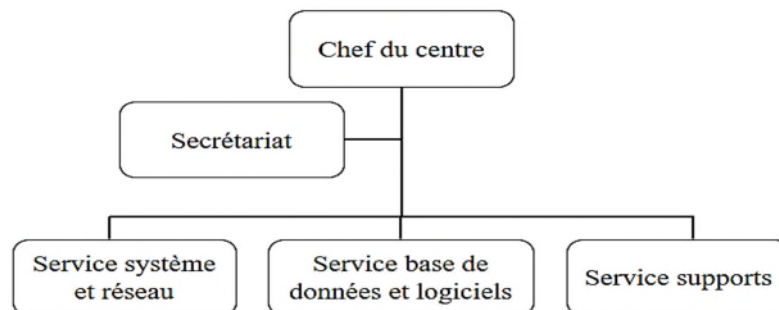 Chef du centre
Secrétariat
Service système
et réseau
Service base de
données et logiciels
Service supports